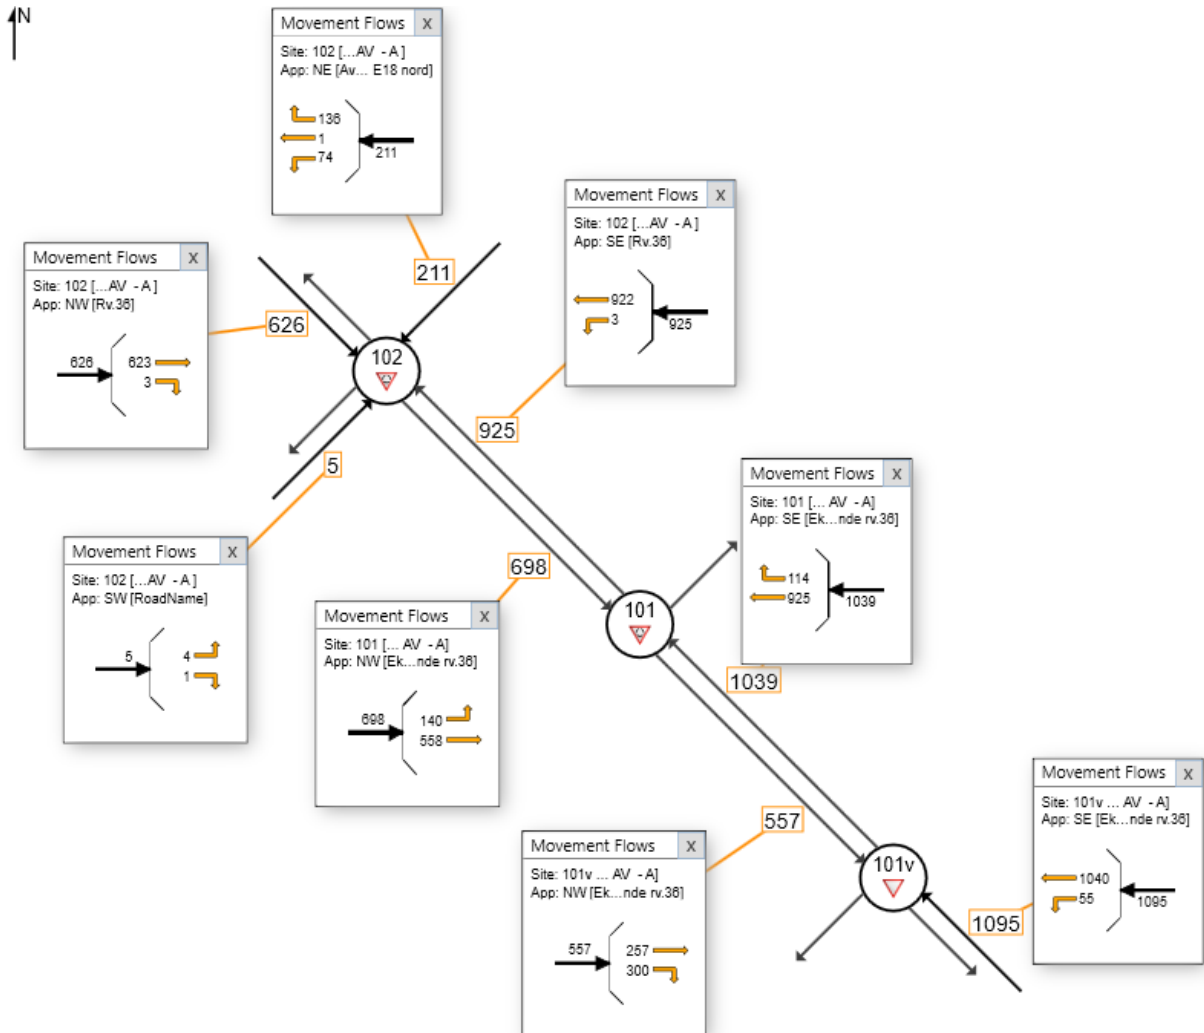 N
Movement Flows X
Site: 102 [...AV - A ]
App: NE [Av... E18 nord]
136
1
74
211
Movement Flows X
Site: 102 [...AV - A ]
App: SE [Rv.36]
922
3
925
Movement Flows X
Site: 102 [...AV - A ]
App: NW [Rv.36]
626
623
3
211
626
102
925
5
Movement Flows X
Site: 101 [... AV - A]
App: SE [Ek...nde rv.36]
114
925
1039
Movement Flows X
Site: 102 [...AV - A ]
App: SW [RoadName]
5
4
1
698
Movement Flows X
Site: 101 [... AV - A]
App: NW [Ek...nde rv.36]
698
140
558
101
1039
Movement Flows X
Site: 101v ... AV - A]
App: SE [Ek...nde rv.36]
1040
55
1095
557
Movement Flows X
Site: 101v ... AV - A]
App: NW [Ek...nde rv.36]
557
257
300
101v
1095